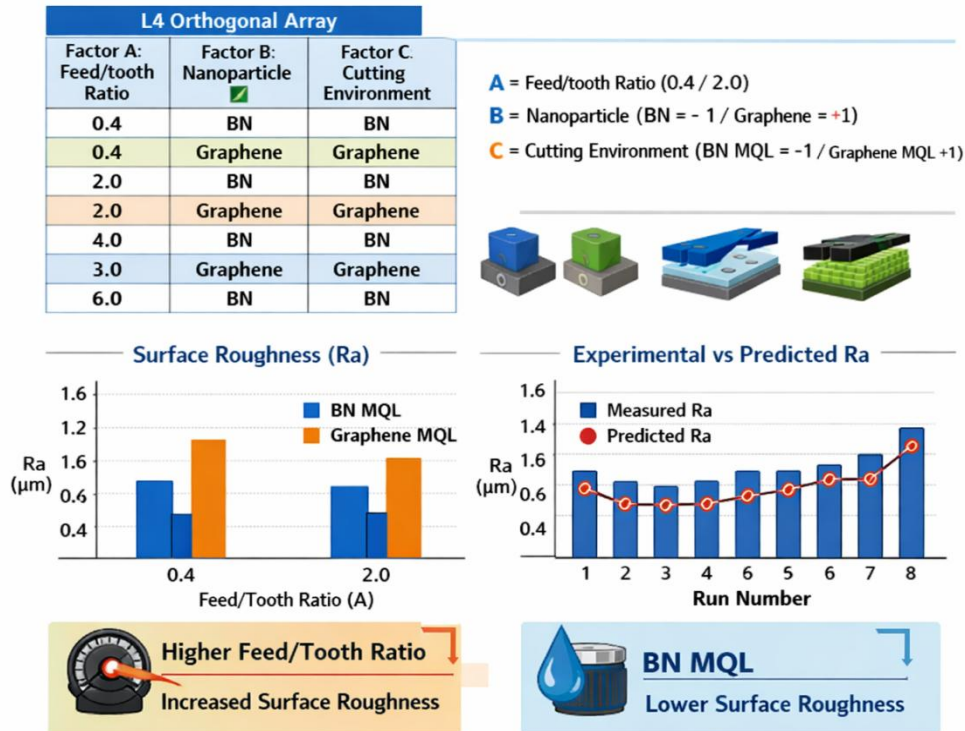 L4 Orthogonal Array
Factor A: Feed/tooth Ratio | Factor B: Nanoparticle | Factor C. Cutting Environment
0.4 | BN | BN
0.4 | Graphene | Graphene
2.0 | BN | BN
2.0 | Graphene | Graphene
4.0 | BN | BN
3.0 | Graphene | Graphene
6.0 | BN | BN
A = Feed/tooth Ratio (0.4 / 2.0)
B = Nanoparticle (BN = - 1 / Graphene = +1)
C = Cutting Environment (BN MQL = -1 / Graphene MQL +1)
Surface Roughness (Ra)
1.6
1.2
1.6
0.6
0.4
Ra
(μm)
BN MQL
Graphene MQL
0.4 2.0
Feed/Tooth Ratio (A)
Experimental vs Predicted Ra
1.6
1.4
1.6
0.6
0.4
Ra
(μm)
Measured Ra
Predicted Ra
1 2 3 4 6 5 6 7 8
Run Number
Higher Feed/Tooth Ratio
Increased Surface Roughness
BN MQL
Lower Surface Roughness